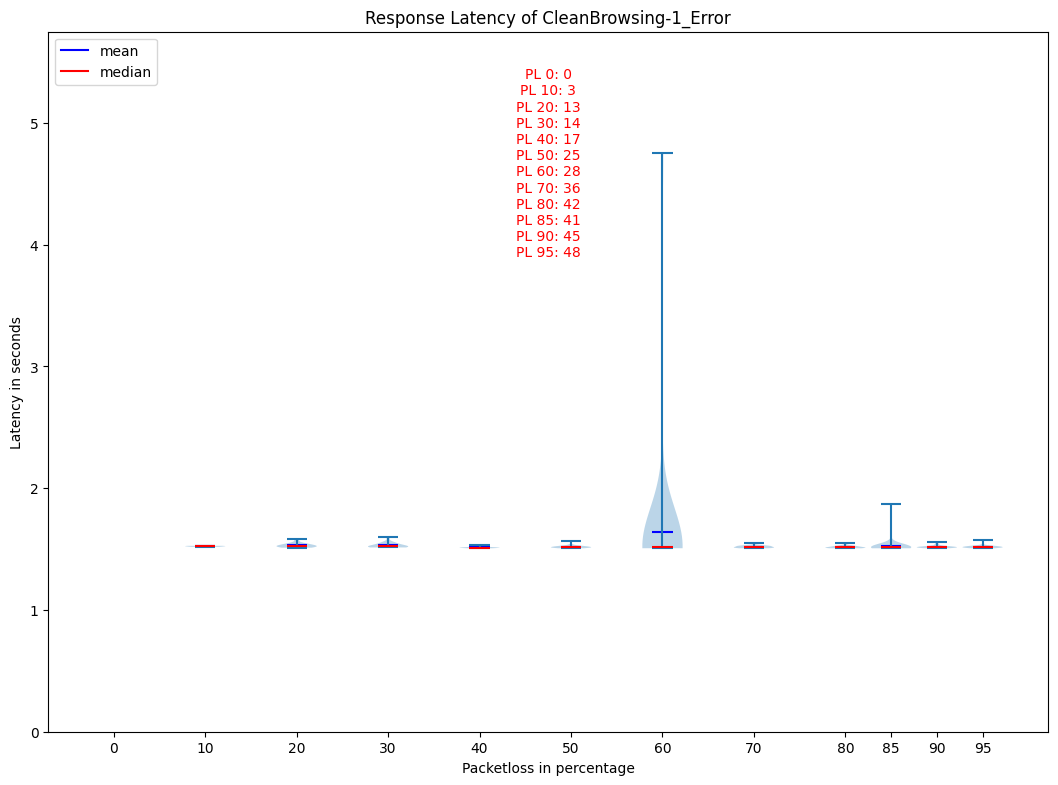 Response Latency of CleanBrowsing-1_Error
mean
median
PL 0: 0
PL 10: 3
PL 20: 13
PL 30: 14
PL 40: 17
PL 50: 25
PL 60: 28
PL 70: 36
PL 80: 42
PL 85: 41
PL 90: 45
PL 95: 48
Latency in seconds
5
4
3
2
1
0
0 10 20 30 40 50 60 70 80 85 90 95
Packetloss in percentage